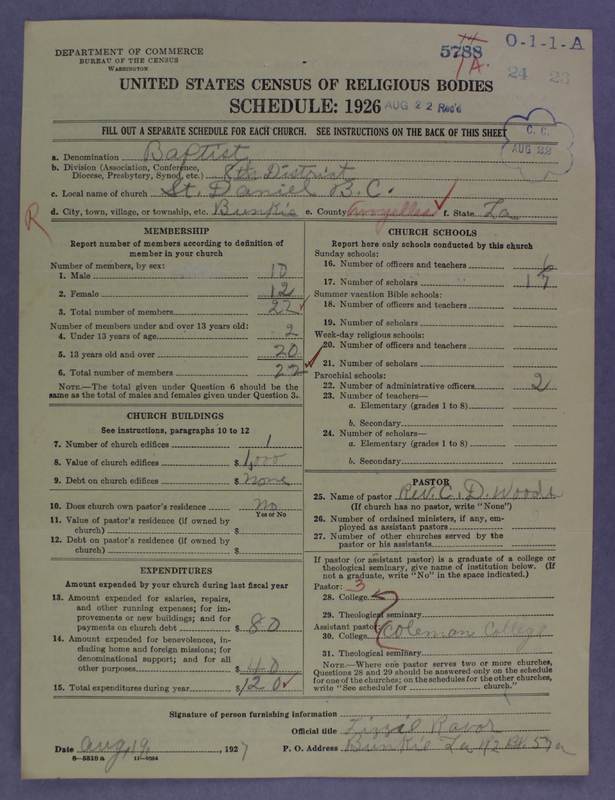 DEPARTMENT OF COMMERCE
BUREAU OF THE CENSUS
WASHINGTON
5788
1A
O-1-1-A
24 23
UNITED STATES CENSUS OF RELIGIOUS BODIES
SCHEDULE: 1926
AUG 22 Rec'd
FILL OUT A SEPARATE SCHEDULE FOR EACH CHURCH. SEE INSTRUCTIONS ON THE BACK OF THIS SHEET
C. C.
AUG 22
a. Denomination Baptist
b. Division (Association, Conference, Diocese, Presbytery, Synod, etc.) 8th District
c. Local name of church St. Daniel B. C.
d. City, town, village, or township, etc. Bunkie e. County Avoyelles f. State La
R
MEMBERSHIP
Report number of members according to definition of member in your church
Number of members, by sex:
1. Male 10
2. Female 12
3. Total number of members 22
Number of members under and over 13 years old:
4. Under 13 years of age 2
5. 13 years old and over 20
6. Total number of members 22
NOTE.—The total given under Question 6 should be the same as the total of males and females given under Question 3.
CHURCH BUILDINGS
See instructions, paragraphs 10 to 12
7. Number of church edifices 1
8. Value of church edifices $ 1,000
9. Debt on church edifices $ none
10. Does church own pastor's residence No
Yes or No
11. Value of pastor's residence (if owned by church) $
12. Debt on pastor's residence (if owned by church) $
EXPENDITURES
Amount expended by your church during last fiscal year
13. Amount expended for salaries, repairs, and other running expenses; for improvements or new buildings; and for payments on church debt $ 80
14. Amount expended for benevolences, including home and foreign missions; for denominational support; and for all other purposes $ 40
15. Total expenditures during year $ 120
CHURCH SCHOOLS
Report here only schools conducted by this church
Sunday schools:
16. Number of officers and teachers 6
17. Number of scholars 17
Summer vacation Bible schools:
18. Number of officers and teachers
19. Number of scholars
Week-day religious schools:
20. Number of officers and teachers
21. Number of scholars
Parochial schools:
22. Number of administrative officers 2
23. Number of teachers—
a. Elementary (grades 1 to 8)
b. Secondary
24. Number of scholars—
a. Elementary (grades 1 to 8)
b. Secondary
PASTOR
25. Name of pastor Rev. C. D. Woods
(If church has no pastor, write "None")
26. Number of ordained ministers, if any, employed as assistant pastors
27. Number of other churches served by the pastor or his assistants
If pastor (or assistant pastor) is a graduate of a college or theological seminary, give name of institution below. (If not a graduate, write "No" in the space indicated.)
Pastor: 3
28. College
29. Theological seminary
Assistant pastor:
30. College Coleman College
31. Theological seminary
NOTE.—Where one pastor serves two or more churches, Questions 28 and 29 should be answered only on the schedule for one of the churches; on the schedules for the other churches, write "See schedule for church."
Signature of person furnishing information
Official title Lizzie Ravor
Date Aug. 19, 1927 P. O. Address Bunkie La
8—5518 a